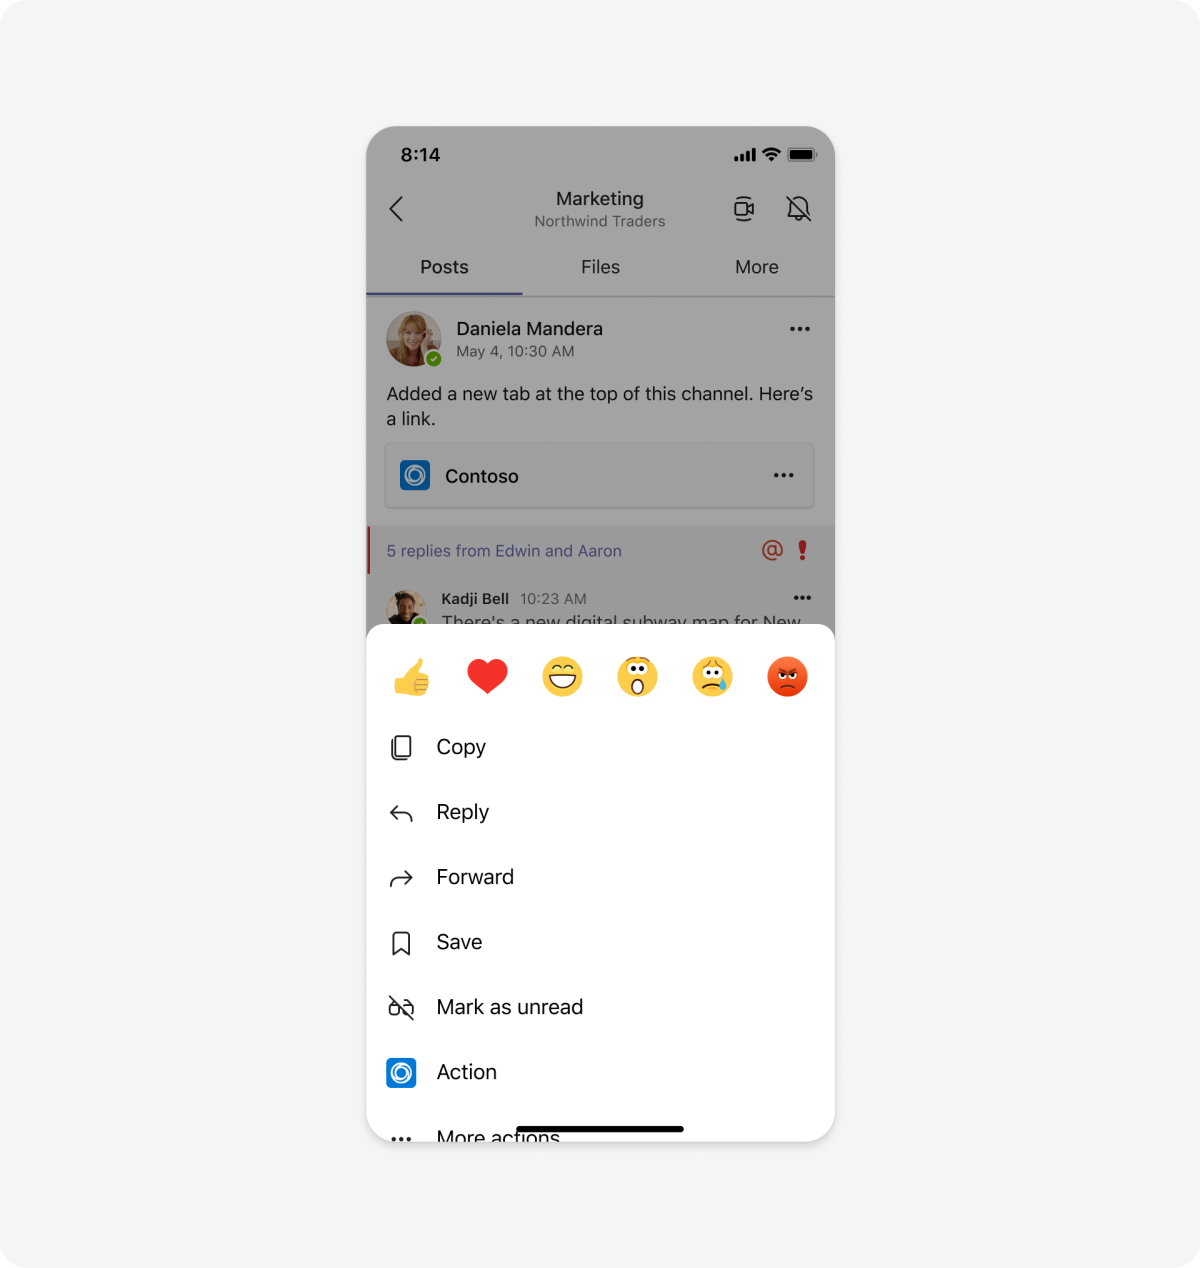 8:14
Marketing
Northwind Traders
Posts Files More
Daniela Mandera
May 4, 10:30 AM
Added a new tab at the top of this channel. Here’s
a link.
Contoso
5 replies from Edwin and Aaron
Kadji Bell 10:23 AM
There's a new digital subway map for New
Copy
Reply
Forward
Save
Mark as unread
Action
More actions